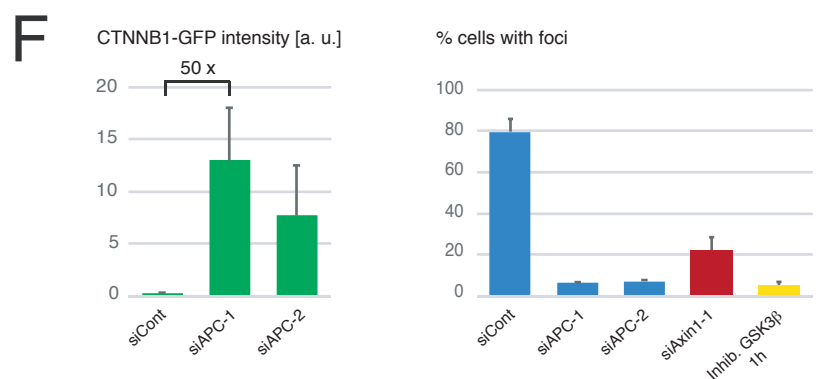 F
CTNNB1-GFP intensity [a. u.]
50 x
20
15
10
5
0
siCont
siAPC-1
siAPC-2
% cells with foci
100
80
60
40
20
0
siCont
siAPC-1
siAPC-2
siAxin1-1
Inhib. GSK3β
1h